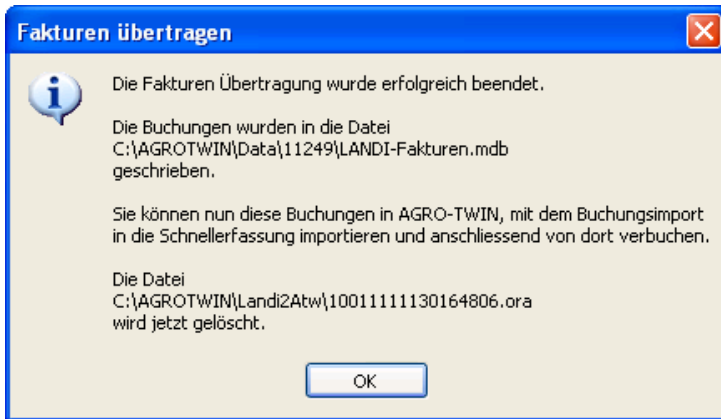 Fakturen übertragen
Die Fakturen Übertragung wurde erfolgreich beendet.
Die Buchungen wurden in die Datei
C:\AGROTWIN\Data\11249\LANDI-Fakturen.mdb
geschrieben.
Sie können nun diese Buchungen in AGRO-TWIN, mit dem Buchungsimport
in die Schnellerfassung importieren und anschliessend von dort verbuchen.
Die Datei
C:\AGROTWIN\Landi2Atw\10011111130164806.ora
wird jetzt gelöscht.
OK